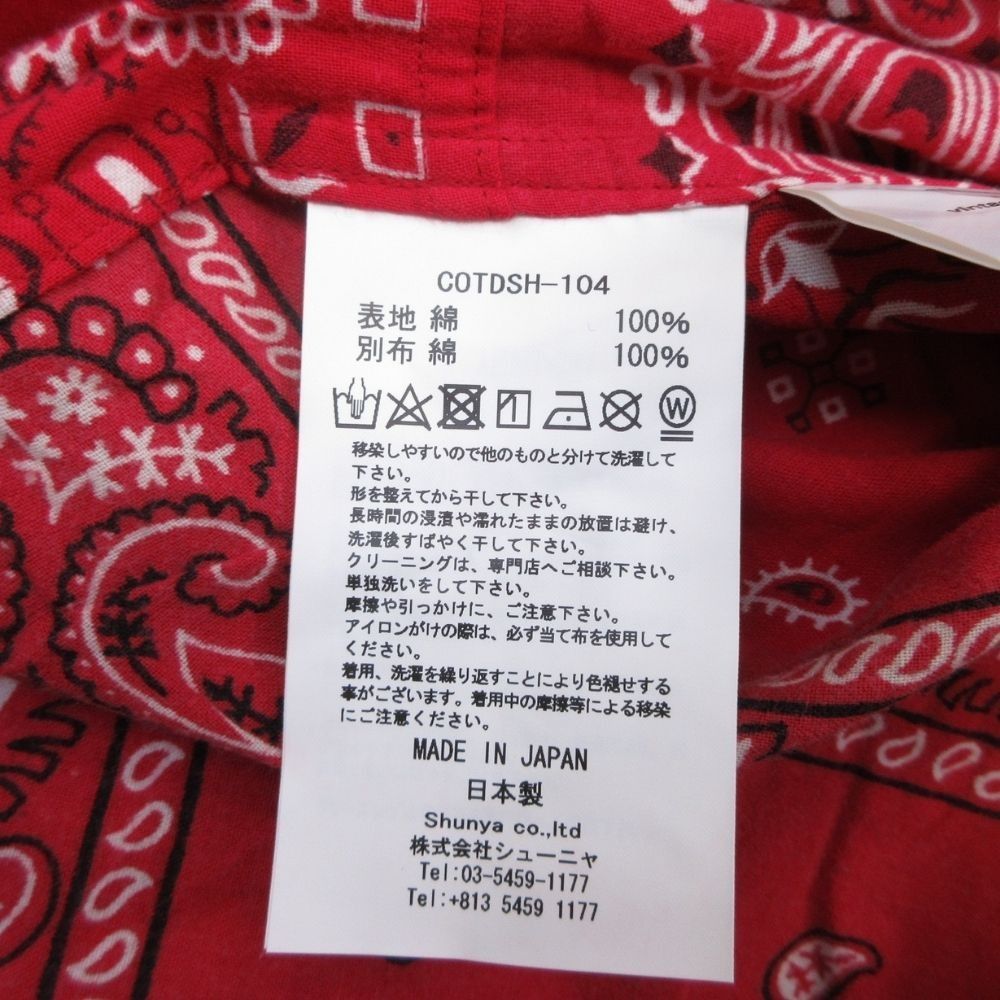 COTDSH-104
表地 綿 100%
別布 綿 100%
W
移染しやすいので他のものと分けて洗濯して
下さい。
形を整えてから干して下さい。
長時間の浸漬や濡れたままの放置は避け、
洗濯後すばやく干して下さい。
クリーニングは、専門店へご相談下さい。
単独洗いをして下さい。
摩擦や引っかけに、ご注意下さい。
アイロンがけの際は、必ず当て布を使用して
ください。
着用、洗濯を繰り返すことにより色褪せする
事がございます。着用中の摩擦等による移染
にご注意ください。
MADE IN JAPAN
日本製
Shunya co.,ltd
株式会社シューニャ
Tel:03-5459-1177
Tel:+813 5459 1177